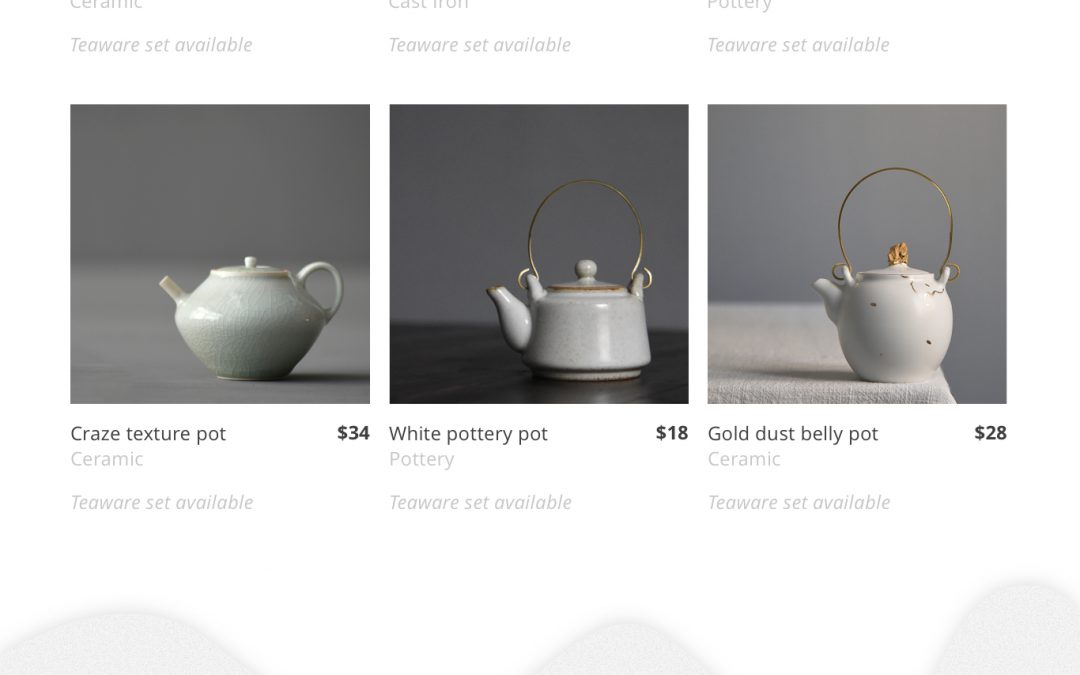 Ceramic
Cast Iron
Pottery
Teaware set available
Teaware set available
Teaware set available
Craze texture pot
$34
Ceramic
Teaware set available
White pottery pot
$18
Pottery
Teaware set available
Gold dust belly pot
$28
Ceramic
Teaware set available